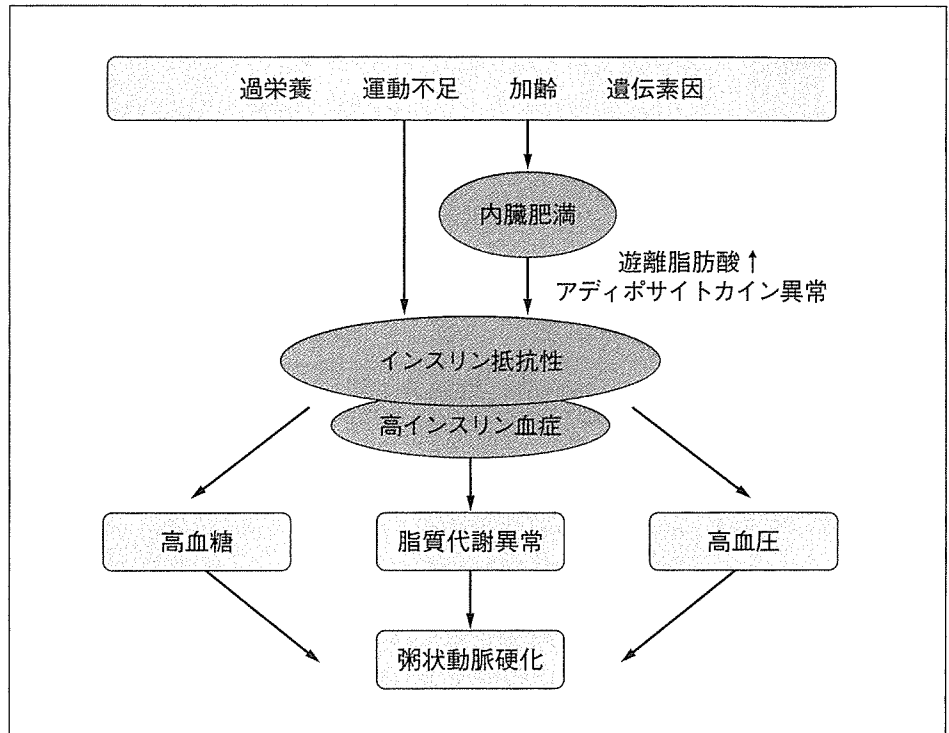 過栄養 運動不足 加齢 遺伝素因
内臓肥満
遊離脂肪酸↑
アディポサイトカイン異常
インスリン抵抗性
高インスリン血症
高血糖 脂質代謝異常 高血圧
粥状動脈硬化